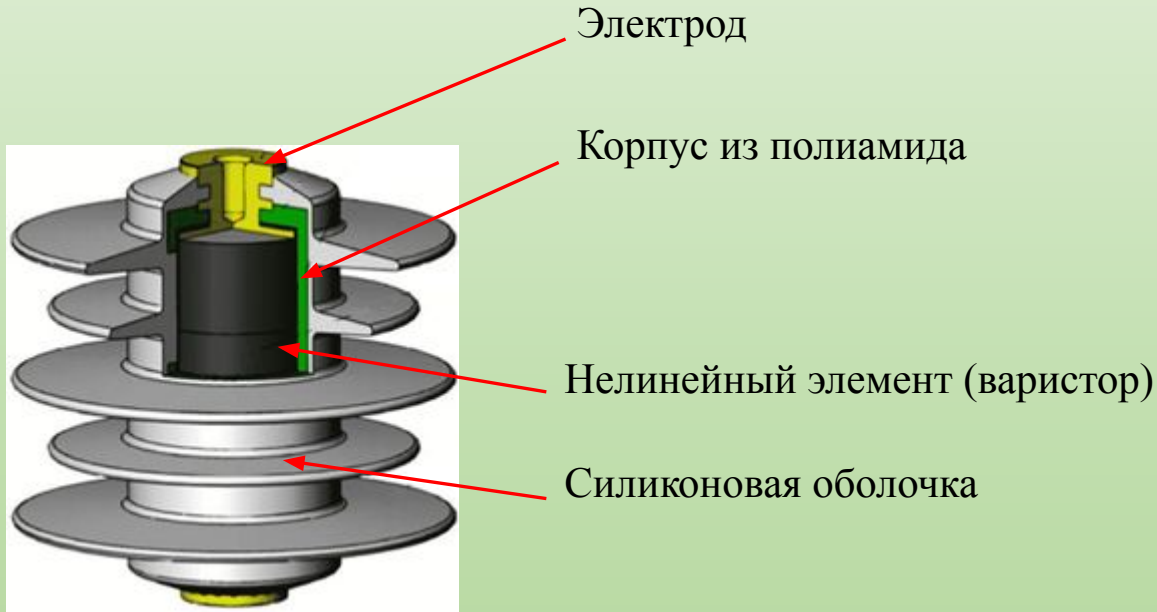 Электрод
Корпус из полиамида
Нелинейный элемент (варистор)
Силиконовая оболочка